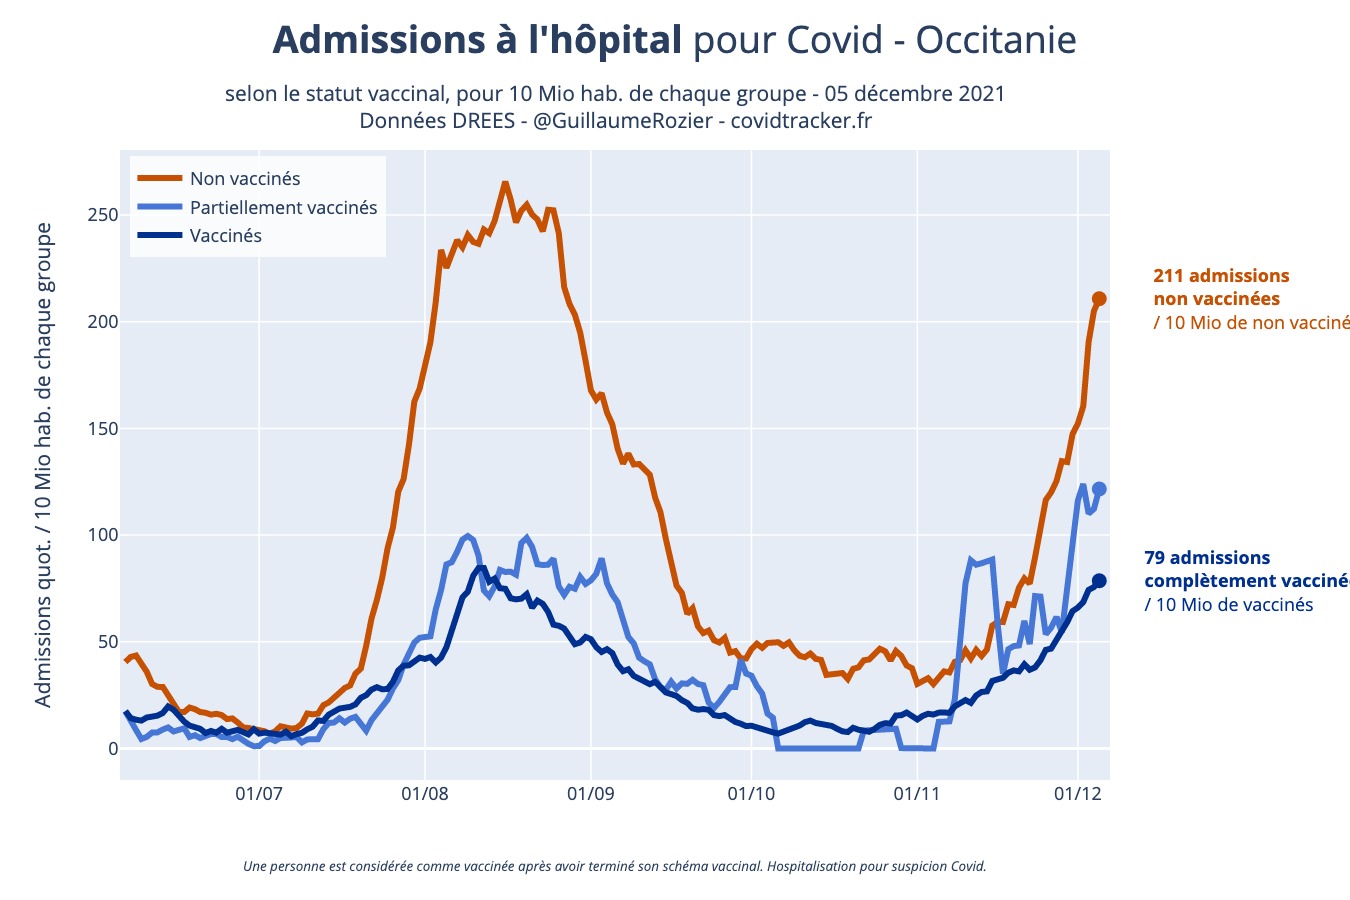 Admissions à l'hôpital pour Covid - Occitanie
selon le statut vaccinal, pour 10 Mio hab. de chaque groupe - 05 décembre 2021
Données DREES - @GuillaumeRozier - covidtracker.fr
Non vaccinés
Partiellement vaccinés
Vaccinés
Admissions quot. / 10 Mio hab. de chaque groupe
250
200
150
100
50
0
01/07
01/08
01/09
01/10
01/11
01/12
211 admissions
non vaccinées
/ 10 Mio de non vacciné
79 admissions
complètement vacciné
/ 10 Mio de vaccinés
Une personne est considérée comme vaccinée après avoir terminé son schéma vaccinal. Hospitalisation pour suspicion Covid.